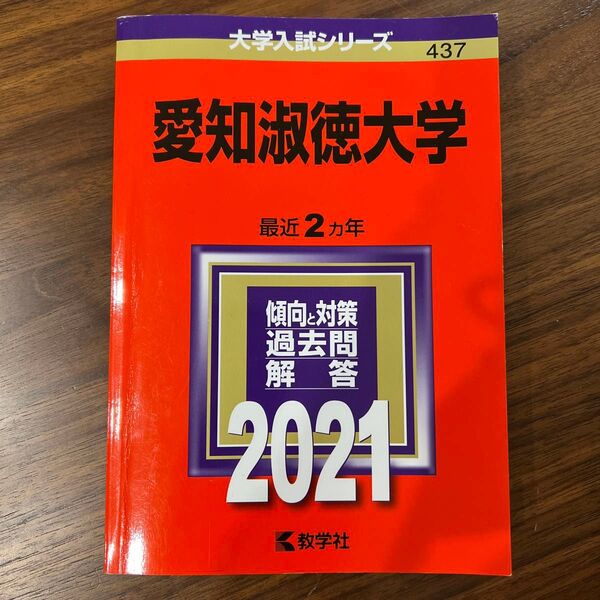 大学入試シリーズ
437
愛知淑徳大学
最近2カ年
傾向と対策
過去問
解答
2021
教学社